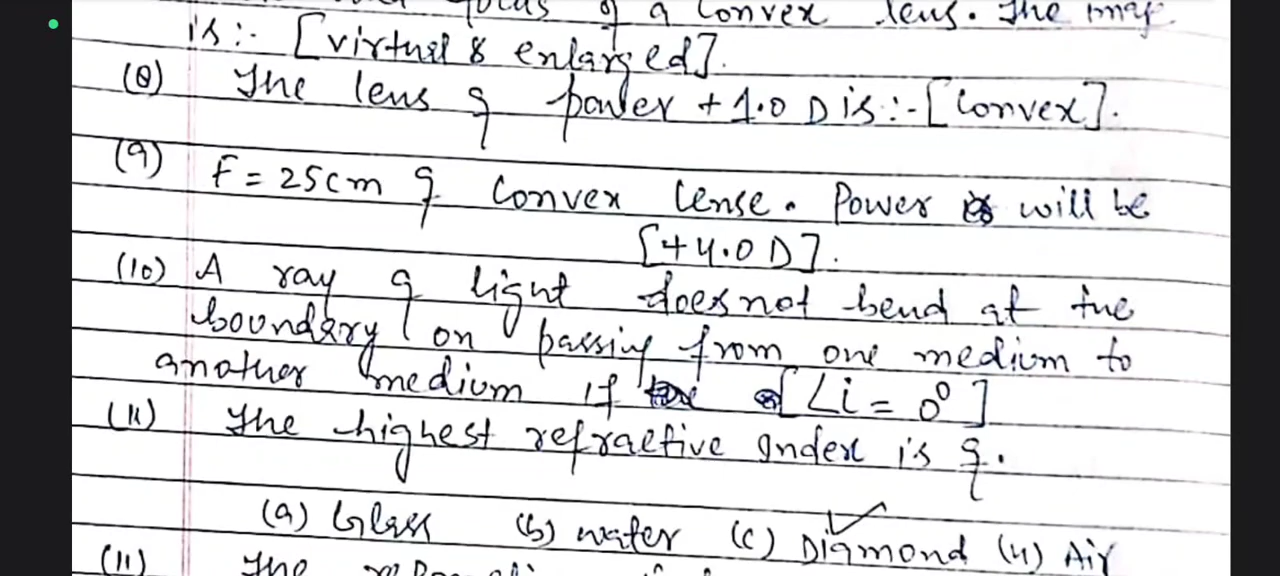 focus of a Convex lens. The imag
is:- [virtual & enlarged].
(8) The lens of power +1.0 D is:- [Convex].
(9) F = 25cm of Convex lense. Power will be
[+4.0 D].
(10) A ray of light does not bend at the
boundary on passing from one medium to
another medium if [∠i = 0°]
(11) The highest refractive Index is of.
(a) Glass (b) water (c) Diamond (4) Air
(11) The